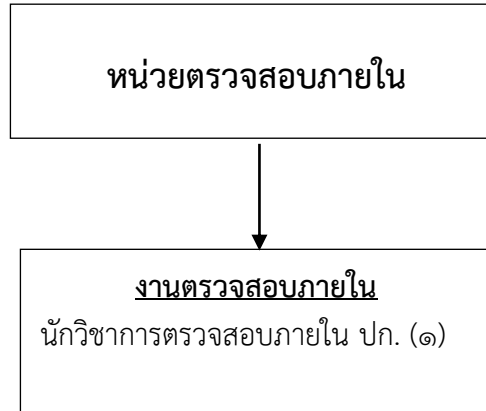 หน่วยตรวจสอบภายใน
งานตรวจสอบภายใน
นักวิชาการตรวจสอบภายใน ปก. (๑)